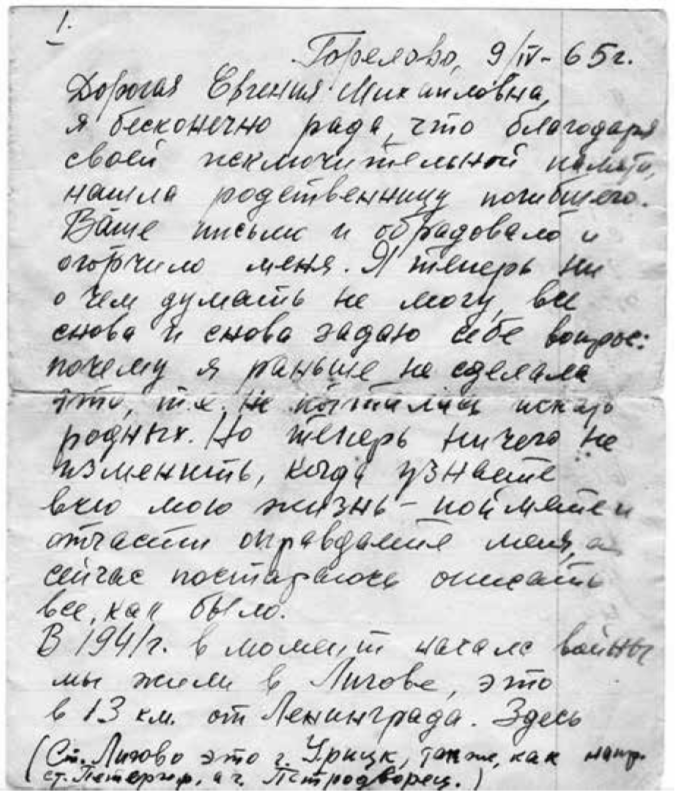 1.
Горелово, 9/IV-65г.
Дорогая Евгения Михайловна,
я бесконечно рада, что благодаря
своей исключительной памяти,
нашла родственницу погибшего.
Ваше письмо и обрадовало и
огорчило меня. Я теперь ни
о чем думать не могу, все
снова и снова задаю себе вопрос:
почему я раньше не сделала
это, т.е. не пыталась искать
родных. Но теперь ничего не
изменить, когда узнаете
всю мою жизнь - поймете и
отчасти оправдаете меня, а
сейчас постараюсь описать
все, как было.
В 1941г. в момент начала войны
мы жили в Лигове, это
в 13 км. от Ленинграда. Здесь
(Ст. Лигово это г. Урицк, также, как напр.
ст. Петергоф, а г. Петродворец.)